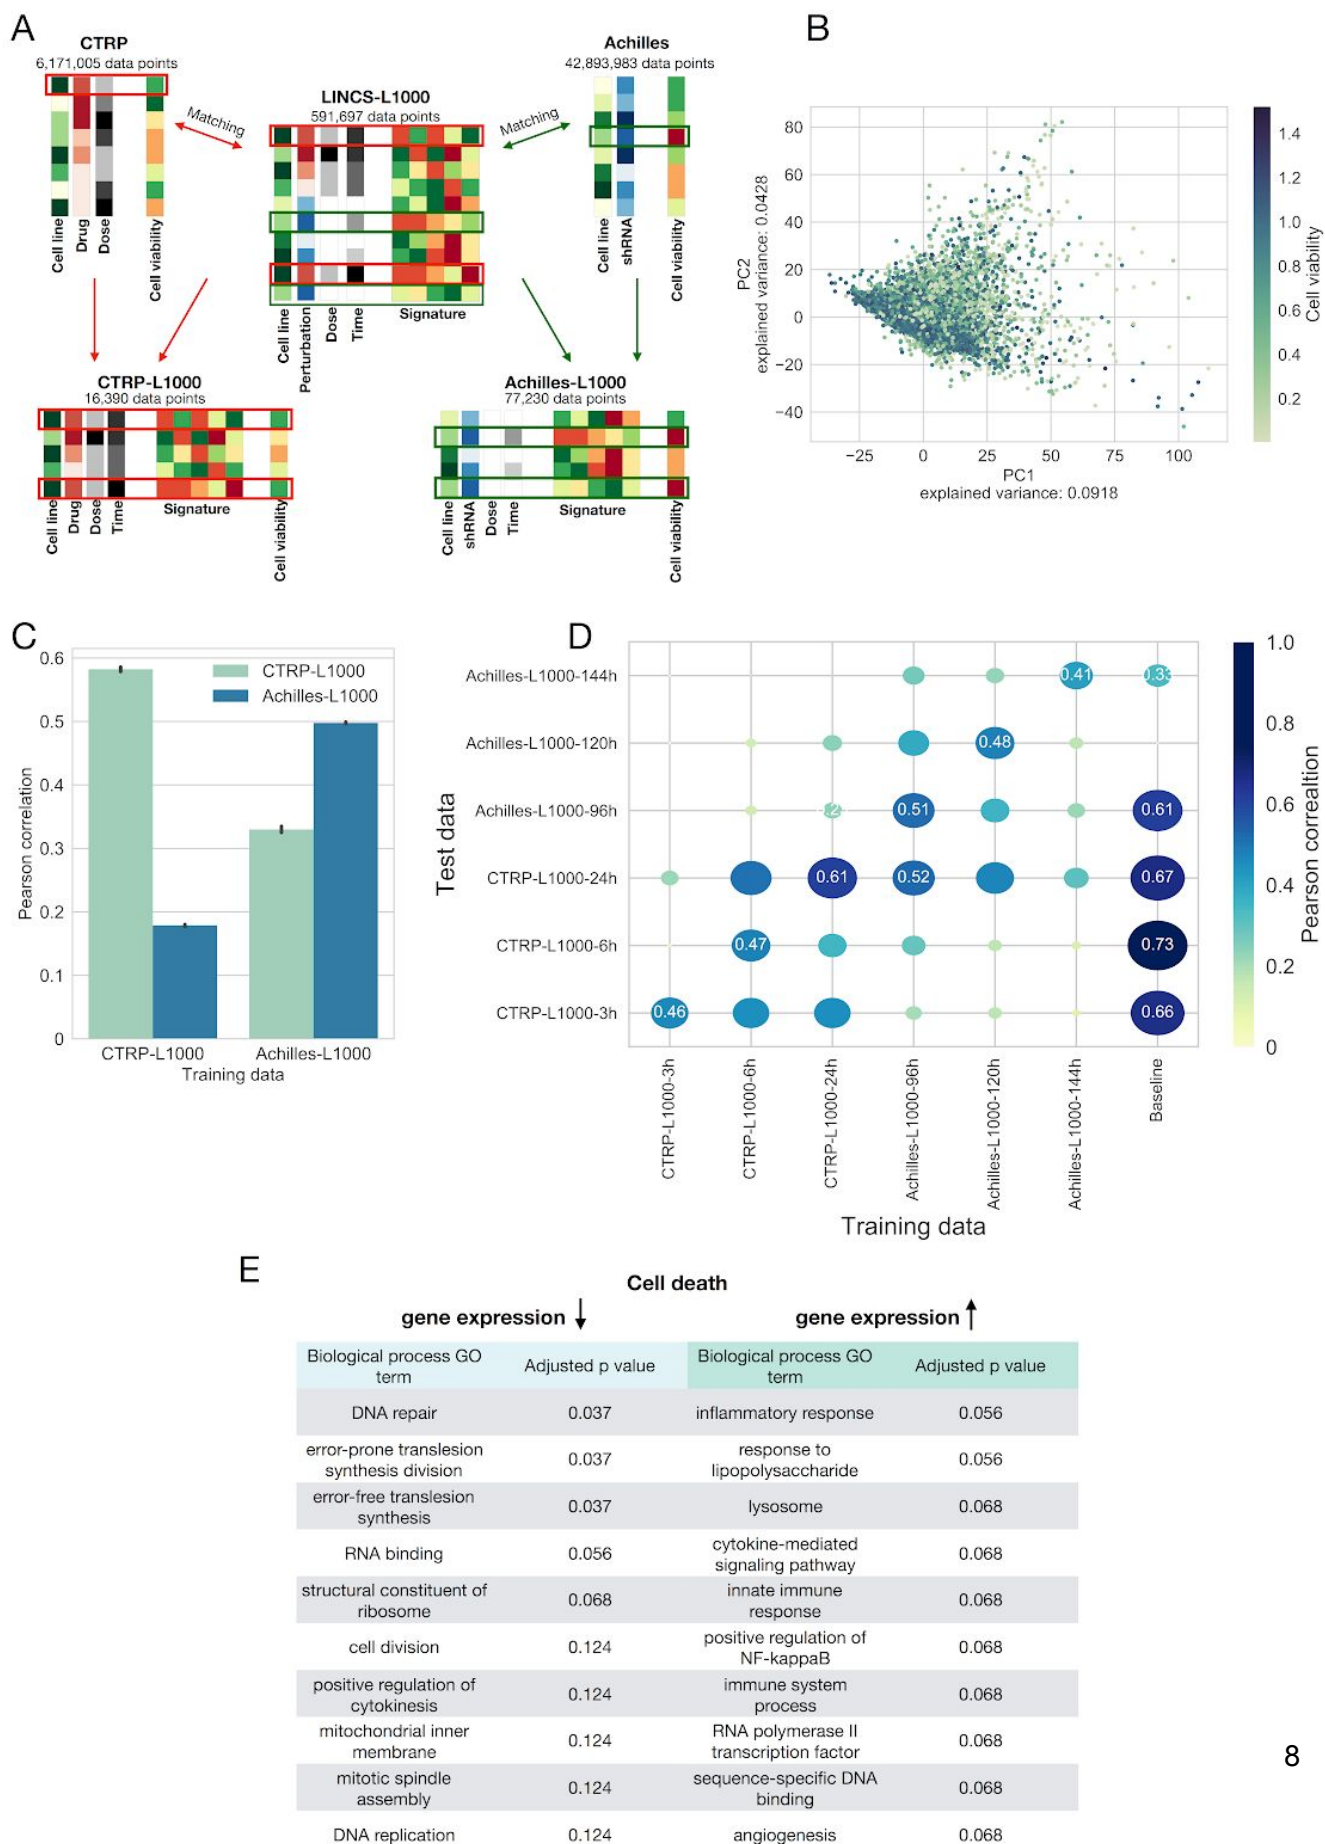 A
CTRP
6,171,005 data points
Cell line
Drug
Dose
Cell viability
Matching
LINCS-L1000
591,697 data points
Cell line
Perturbation
Dose
Time
Signature
Matching
Achilles
42,893,983 data points
Cell line
shRNA
Cell viability
CTRP-L1000
16,390 data points
Cell line
Drug
Dose
Time
Signature
Cell viability
Achilles-L1000
77,230 data points
Cell line
shRNA
Dose
Time
Signature
Cell viability
B
80
60
40
20
0
−20
−40
PC2
explained variance: 0.0428
−25
0
25
50
75
100
PC1
explained variance: 0.0918
1.4
1.2
1.0
0.8
0.6
0.4
0.2
Cell viability
C
0.6
0.5
0.4
0.3
0.2
0.1
0
Pearson correlation
CTRP-L1000
Achilles-L1000
CTRP-L1000
Achilles-L1000
Training data
D
Test data
Achilles-L1000-144h
0.41
0.33
Achilles-L1000-120h
0.48
Achilles-L1000-96h
0.51
0.61
CTRP-L1000-24h
0.61
0.52
0.67
CTRP-L1000-6h
0.47
0.73
CTRP-L1000-3h
0.46
0.66
CTRP-L1000-3h
CTRP-L1000-6h
CTRP-L1000-24h
Achilles-L1000-96h
Achilles-L1000-120h
Achilles-L1000-144h
Baseline
Training data
1.0
0.8
0.6
0.4
0.2
0
Pearson correaltion
E
Cell death
gene expression ↓
gene expression ↑
Biological process GO term
Adjusted p value
Biological process GO term
Adjusted p value
DNA repair 0.037 inflammatory response 0.056
error-prone translesion synthesis division 0.037 response to lipopolysaccharide 0.056
error-free translesion synthesis 0.037 lysosome 0.068
RNA binding 0.056 cytokine-mediated signaling pathway 0.068
structural constituent of ribosome 0.068 innate immune response 0.068
cell division 0.124 positive regulation of NF-kappaB 0.068
positive regulation of cytokinesis 0.124 immune system process 0.068
mitochondrial inner membrane 0.124 RNA polymerase II transcription factor 0.068
mitotic spindle assembly 0.124 sequence-specific DNA binding 0.068
DNA replication 0.124 angiogenesis 0.068
8